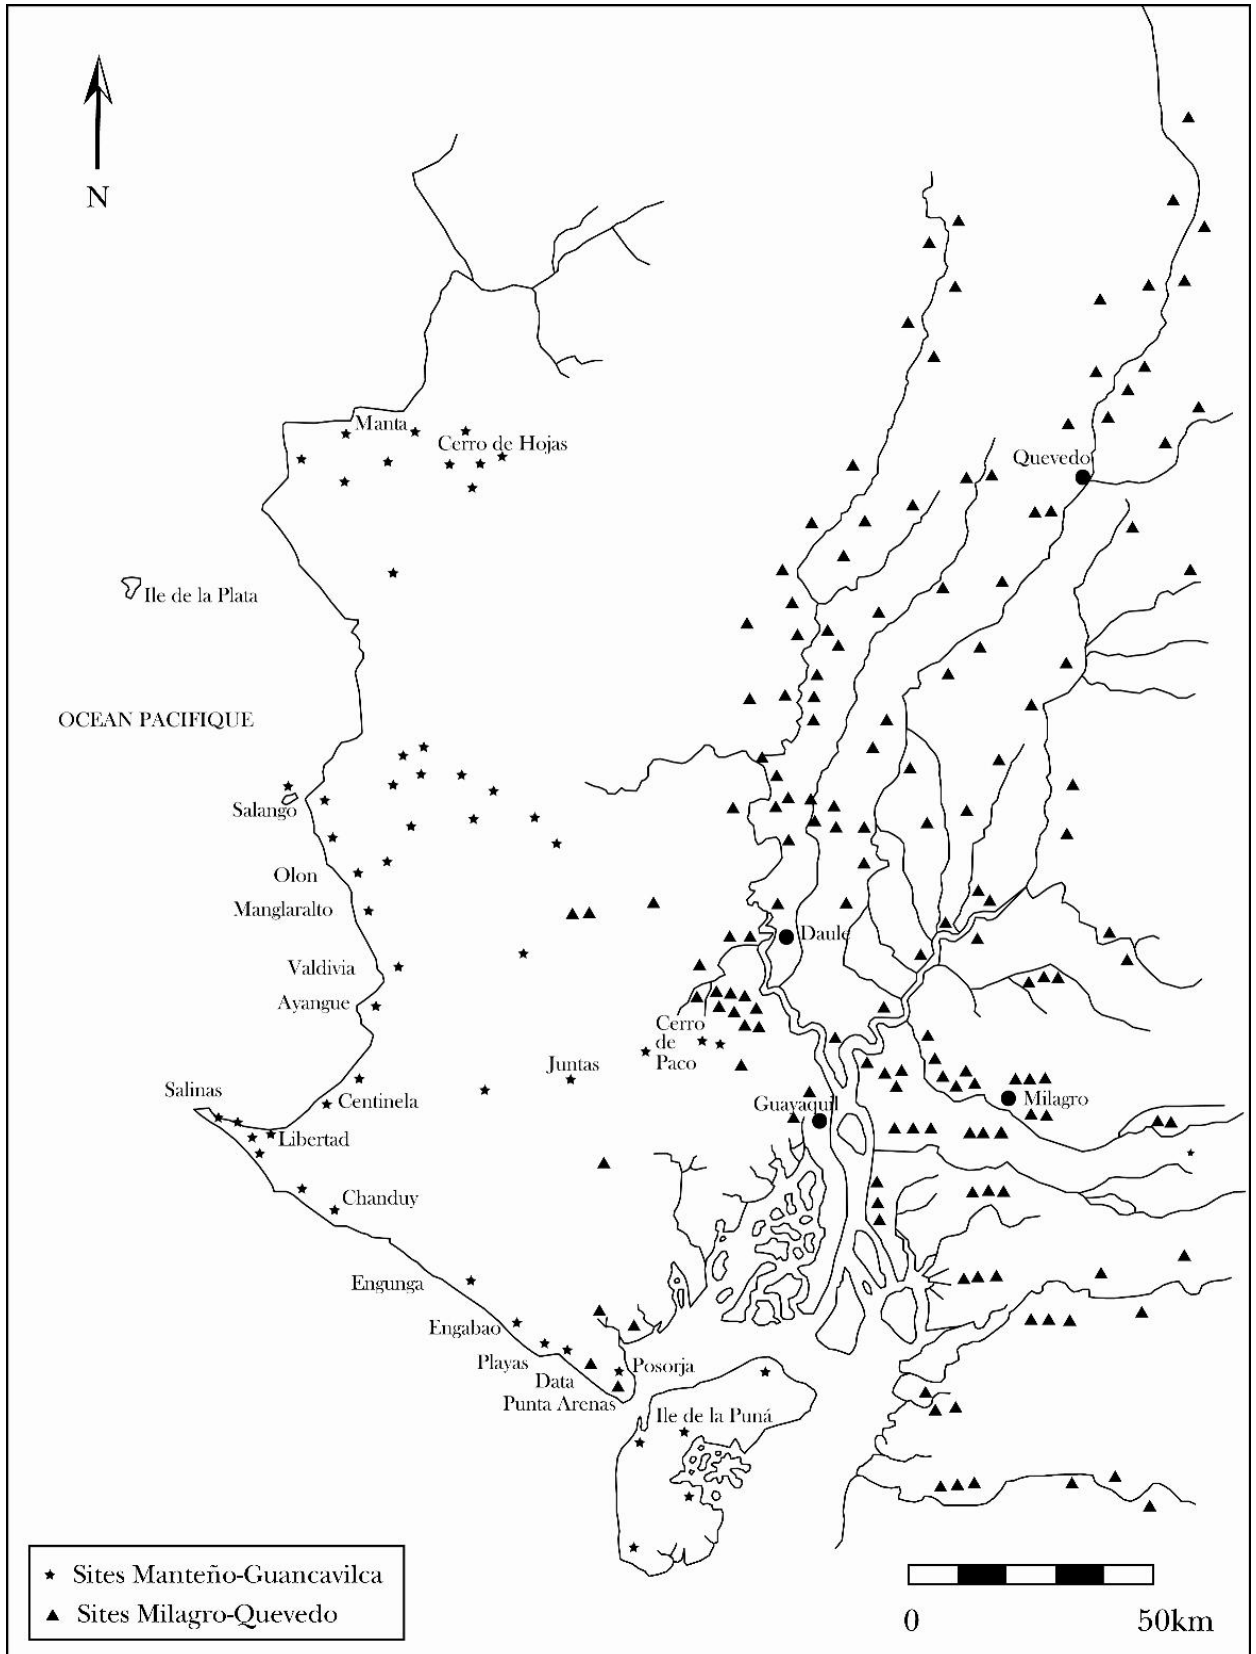 N
Manta
Cerro de Hojas
Quevedo
Ile de la Plata
OCEAN PACIFIQUE
Salango
Olon
Manglaralto
Daule
Valdivia
Ayangue
Cerro
de
Paco
Juntas
Salinas
Centinela
Guayaquil
Milagro
Libertad
Chanduy
Engunga
Engabao
Playas
Posorja
Data
Punta Arenas
Ile de la Puná
Sites Manteño-Guancavilca
Sites Milagro-Quevedo
0 50km